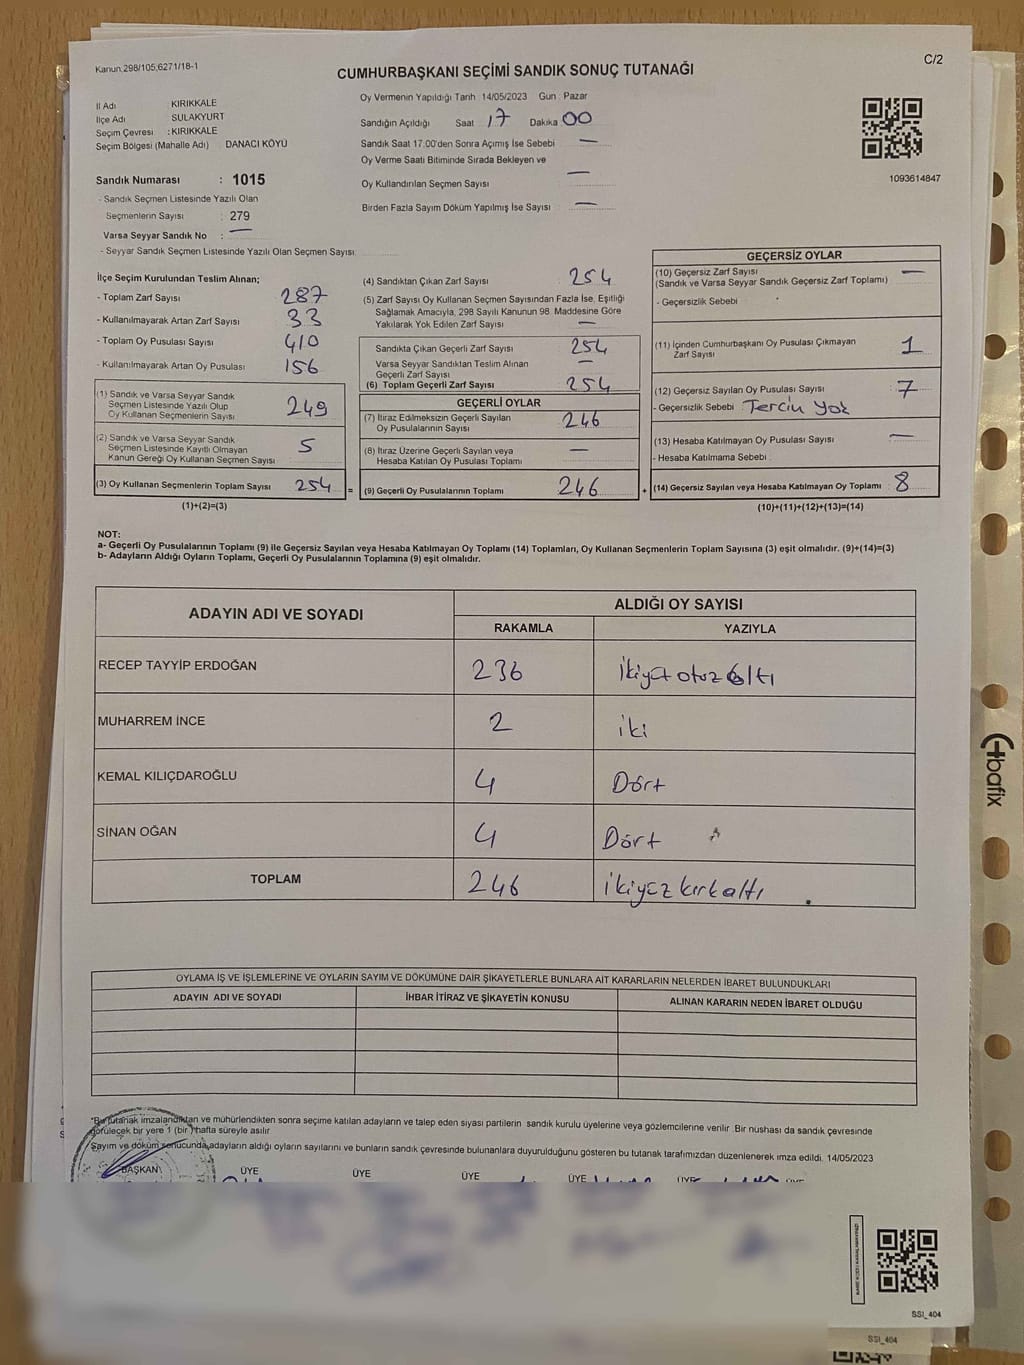 Kanun.298/105,6271/18-1
C/2
CUMHURBAŞKANI SEÇİMİ SANDIK SONUÇ TUTANAĞI
İl Adı KIRIKKALE
İlçe Adı SULAKYURT
Seçim Çevresi : KIRIKKALE
Seçim Bölgesi (Mahalle Adı) DANACI KÖYÜ
Sandık Numarası : 1015
- Sandık Seçmen Listesinde Yazılı Olan
Seçmenlerin Sayısı : 279
Varsa Seyyar Sandık No : —
- Seyyar Sandık Seçmen Listesinde Yazılı Olan Seçmen Sayısı
Oy Vermenin Yapıldığı Tarih 14/05/2023 Gün : Pazar
Sandığın Açıldığı Saat 17 Dakika 00
Sandık Saat 17.00'den Sonra Açımış İse Sebebi —
Oy Verme Saati Bitiminde Sırada Bekleyen ve
Oy Kullandırılan Seçmen Sayısı —
Birden Fazla Sayım Döküm Yapılmış İse Sayısı —
1093614847
İlçe Seçim Kurulundan Teslim Alınan;
- Toplam Zarf Sayısı 287
- Kullanılmayarak Artan Zarf Sayısı 33
- Toplam Oy Pusulası Sayısı 410
- Kullanılmayarak Artan Oy Pusulası 156
(1) Sandık ve Varsa Seyyar Sandık
Seçmen Listesinde Yazılı Olup
Oy Kullanan Seçmenlerin Sayısı 249
(2) Sandık ve Varsa Seyyar Sandık
Seçmen Listesinde Kayıtlı Olmayan
Kanun Gereği Oy Kullanan Seçmen Sayısı 5
(3) Oy Kullanan Seçmenlerin Toplam Sayısı 254 =
(1)+(2)=(3)
(4) Sandıktan Çıkan Zarf Sayısı 254
(5) Zarf Sayısı Oy Kullanan Seçmen Sayısından Fazla İse, Eşitliği
Sağlamak Amacıyla, 298 Sayılı Kanunun 98. Maddesine Göre
Yakılarak Yok Edilen Zarf Sayısı —
Sandıkta Çıkan Geçerli Zarf Sayısı 254
Varsa Seyyar Sandıktan Teslim Alınan
Geçerli Zarf Sayısı —
(6) Toplam Geçerli Zarf Sayısı 254
GEÇERLİ OYLAR
(7) İtiraz Edilmeksizin Geçerli Sayılan
Oy Pusulalarının Sayısı 246
(8) İtiraz Üzerine Geçerli Sayılan veya
Hesaba Katılan Oy Pusulası Toplamı —
(9) Geçerli Oy Pusulalarının Toplamı 246 +
GEÇERSİZ OYLAR
(10) Geçersiz Zarf Sayısı —
(Sandık ve Varsa Seyyar Sandık Geçersiz Zarf Toplamı)
- Geçersizlik Sebebi
(11) İçinden Cumhurbaşkanı Oy Pusulası Çıkmayan
Zarf Sayısı 1
(12) Geçersiz Sayılan Oy Pusulası Sayısı 7
- Geçersizlik Sebebi Tercih Yok
(13) Hesaba Katılmayan Oy Pusulası Sayısı —
- Hesaba Katılmama Sebebi
(14) Geçersiz Sayılan veya Hesaba Katılmayan Oy Toplamı : 8
(10)+(11)+(12)+(13)=(14)
NOT:
a- Geçerli Oy Pusulalarının Toplamı (9) ile Geçersiz Sayılan veya Hesaba Katılmayan Oy Toplamı (14) Toplamları, Oy Kullanan Seçmenlerin Toplam Sayısına (3) eşit olmalıdır. (9)+(14)=(3)
b- Adayların Aldığı Oyların Toplamı, Geçerli Oy Pusulalarının Toplamına (9) eşit olmalıdır.
ADAYIN ADI VE SOYADI ALDIĞI OY SAYISI
RAKAMLA YAZIYLA
RECEP TAYYİP ERDOĞAN 236 ikiyüz otuz altı
MUHARREM İNCE 2 iki
KEMAL KILIÇDAROĞLU 4 Dört
SİNAN OĞAN 4 Dört
TOPLAM 246 ikiyüz kırk altı
OYLAMA İŞ VE İŞLEMLERİNE VE OYLARIN SAYIM VE DÖKÜMÜNE DAİR ŞİKAYETLERLE BUNLARA AİT KARARLARIN NELERDEN İBARET BULUNDUKLARI
ADAYIN ADI VE SOYADI İHBAR İTİRAZ VE ŞİKAYETİN KONUSU ALINAN KARARIN NEDEN İBARET OLDUĞU
*Bu tutanak imzalandıktan ve mühürlendikten sonra seçime katılan adayların ve talep eden siyasi partilerin sandık kurulu üyelerine veya gözlemcilerine verilir. Bir nüshası da sandık çevresinde
görülecek bir yere 1 (bir) hafta süreyle asılır
Sayım ve döküm sonucunda,adayların aldığı oyların sayılarını ve bunların sandık çevresinde bulunanlara duyurulduğunu gösteren bu tutanak tarafımızdan düzenlenerek imza edildi. 14/05/2023
BAŞKAN ÜYE ÜYE ÜYE ÜYE ÜYE ÜYE
SSI_404
SSI_404
bafix